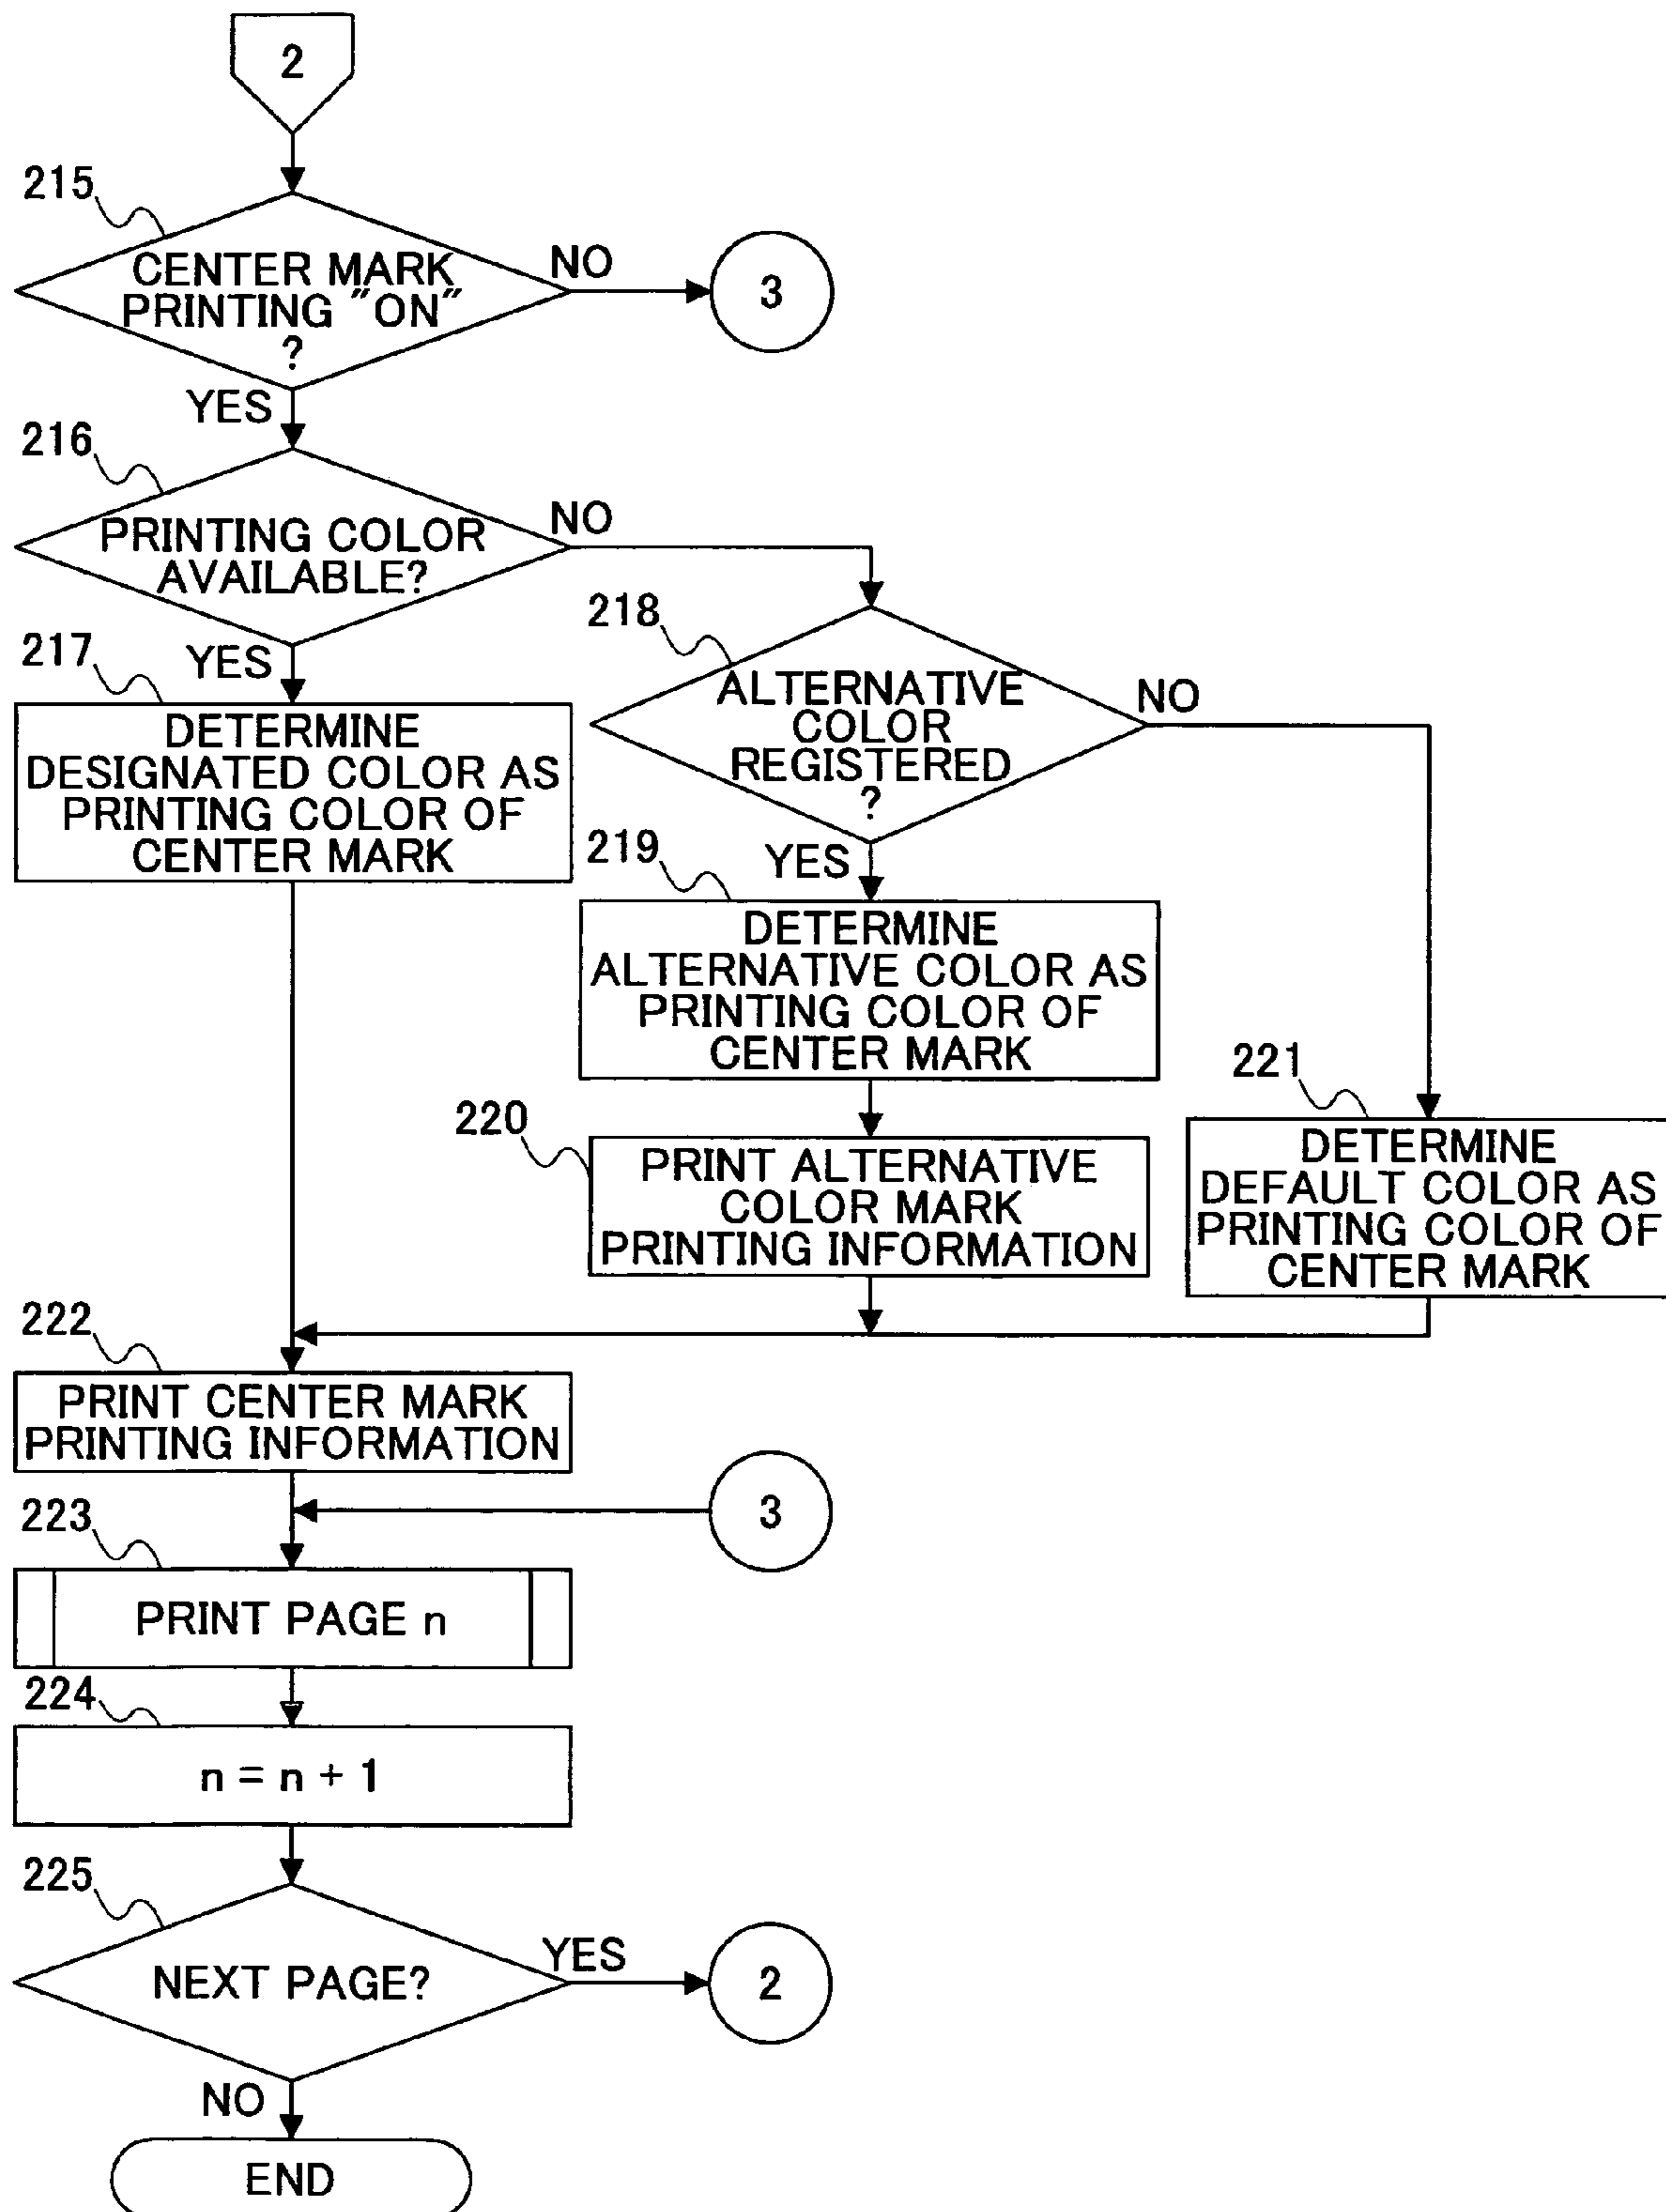 2
215
CENTER MARK
PRINTING "ON"
?
NO
3
YES
216
PRINTING COLOR
AVAILABLE?
NO
YES
217
DETERMINE
DESIGNATED COLOR AS
PRINTING COLOR OF
CENTER MARK
218
ALTERNATIVE
COLOR
REGISTERED
?
NO
YES
219
DETERMINE
ALTERNATIVE COLOR AS
PRINTING COLOR OF
CENTER MARK
220
PRINT ALTERNATIVE
COLOR MARK
PRINTING INFORMATION
221
DETERMINE
DEFAULT COLOR AS
PRINTING COLOR OF
CENTER MARK
222
PRINT CENTER MARK
PRINTING INFORMATION
3
223
PRINT PAGE n
224
n = n + 1
225
NEXT PAGE?
YES
2
NO
END